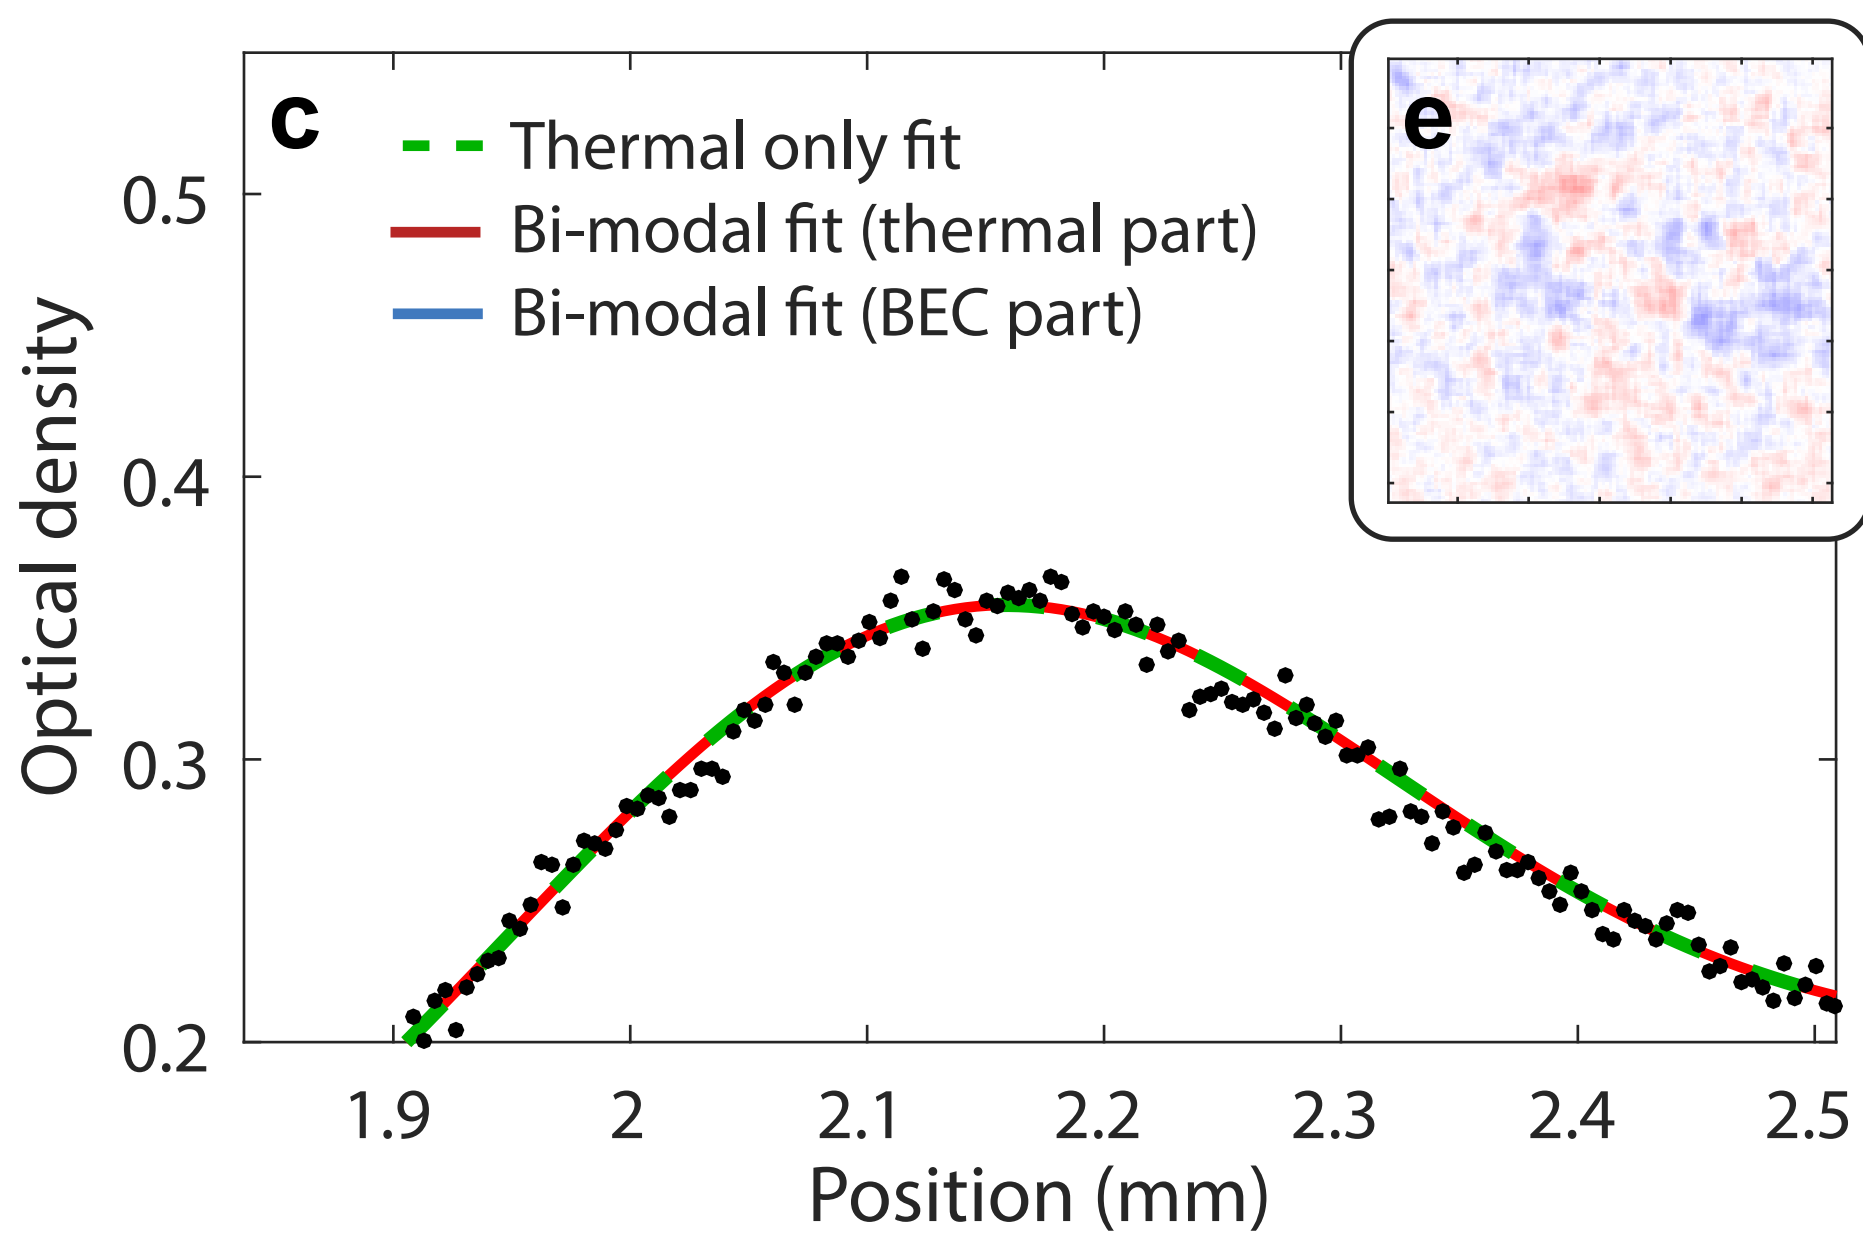 c
e
Thermal only fit
Bi-modal fit (thermal part)
Bi-modal fit (BEC part)
Optical density
0.5
0.4
0.3
0.2
1.9 2 2.1 2.2 2.3 2.4 2.5
Position (mm)